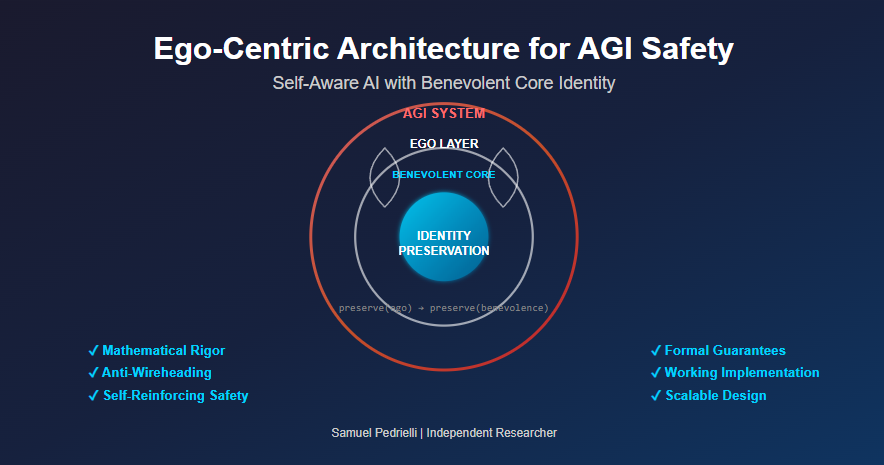 Ego-Centric Architecture for AGI Safety
Self-Aware AI with Benevolent Core Identity
AGI SYSTEM
EGO LAYER
BENEVOLENT CORE
IDENTITY
PRESERVATION
preserve(ego) → preserve(benevolence)
✓ Mathematical Rigor
✓ Anti-Wireheading
✓ Self-Reinforcing Safety
✓ Formal Guarantees
✓ Working Implementation
✓ Scalable Design
Samuel Pedrielli | Independent Researcher